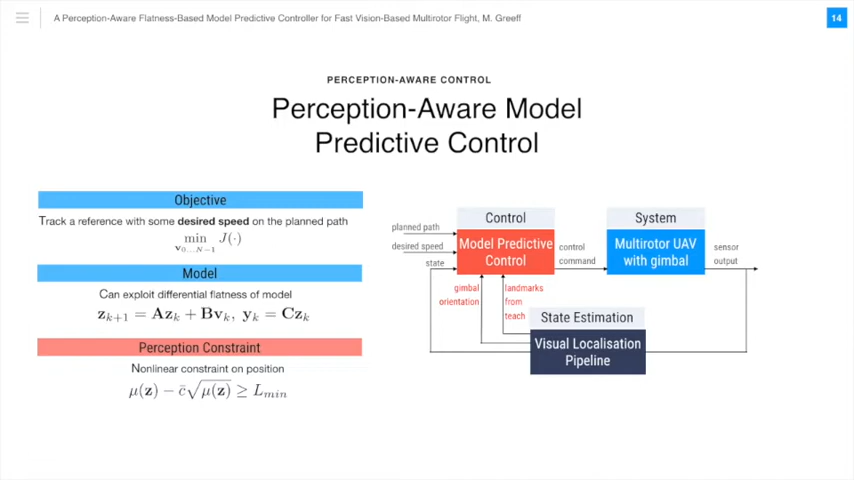 A Perception-Aware Flatness-Based Model Predictive Controller for Fast Vision-Based Multirotor Flight, M. Greeff
14
PERCEPTION-AWARE CONTROL
Perception-Aware Model
Predictive Control
Objective
Track a reference with some desired speed on the planned path
min J(·)
v₀…N−1
Model
Can exploit differential flatness of model
zₖ₊₁ = Azₖ + Bvₖ, yₖ = Czₖ
Perception Constraint
Nonlinear constraint on position
μ(z) − c̄√μ(z) ≥ Lₘᵢₙ
planned path
desired speed
state
Control
Model Predictive
Control
control
command
System
Multirotor UAV
with gimbal
sensor
output
gimbal
orientation
landmarks
from
teach
State Estimation
Visual Localisation
Pipeline